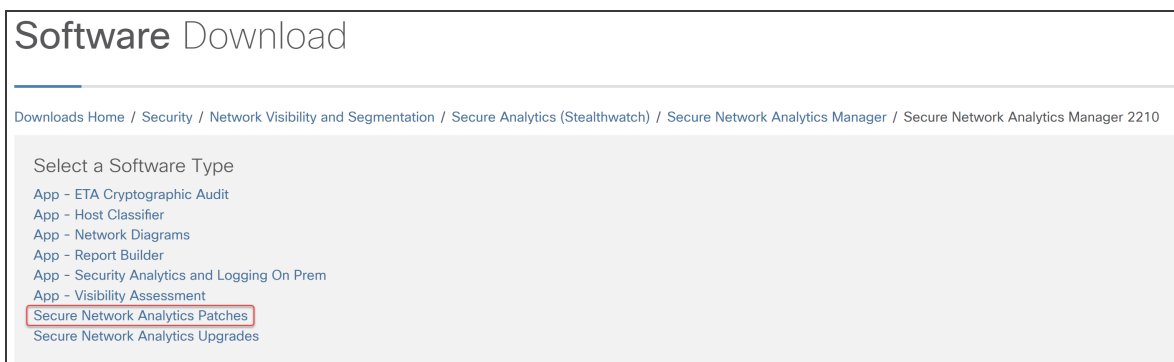 Software Download
Downloads Home / Security / Network Visibility and Segmentation / Secure Analytics (Stealthwatch) / Secure Network Analytics Manager / Secure Network Analytics Manager 2210
Select a Software Type
App - ETA Cryptographic Audit
App - Host Classifier
App - Network Diagrams
App - Report Builder
App - Security Analytics and Logging On Prem
App - Visibility Assessment
Secure Network Analytics Patches
Secure Network Analytics Upgrades